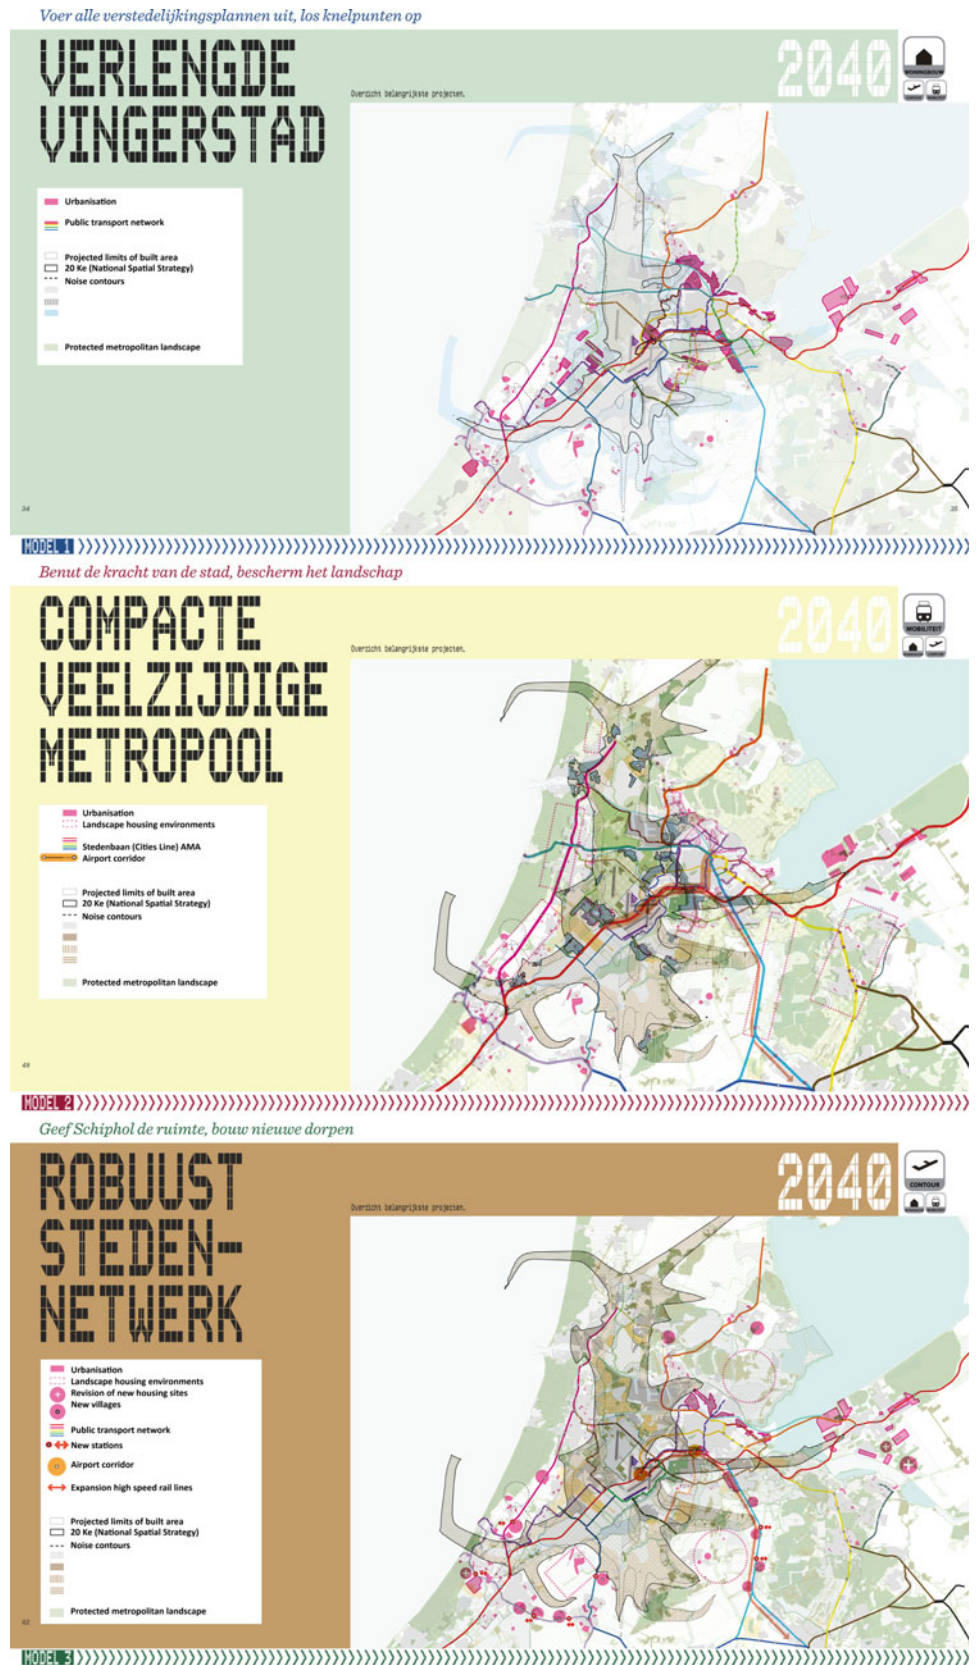 Voer alle verstedelijkingsplannen uit, los knelpunten op
VERLENGDE
VINGERSTAD
2040
WONINGBOUW
Overzicht belangrijkste projecten.
Urbanisation
Public transport network
Projected limits of built area
20 Ke (National Spatial Strategy)
Noise contours
Protected metropolitan landscape
34
35
MODEL 1
Benut de kracht van de stad, bescherm het landschap
COMPACTE
VEELZIJDIGE
METROPOOL
2040
MOBILITEIT
Overzicht belangrijkste projecten.
Urbanisation
Landscape housing environments
Stedenbaan (Cities Line) AMA
Airport corridor
Projected limits of built area
20 Ke (National Spatial Strategy)
Noise contours
Protected metropolitan landscape
MODEL 2
Geef Schiphol de ruimte, bouw nieuwe dorpen
ROBUUST
STEDEN-
NETWERK
2040
CONTOUR
Overzicht belangrijkste projecten.
Urbanisation
Landscape housing environments
Revision of new housing sites
New villages
Public transport network
New stations
Airport corridor
Expansion high speed rail lines
Projected limits of built area
20 Ke (National Spatial Strategy)
Noise contours
Protected metropolitan landscape
MODEL 3